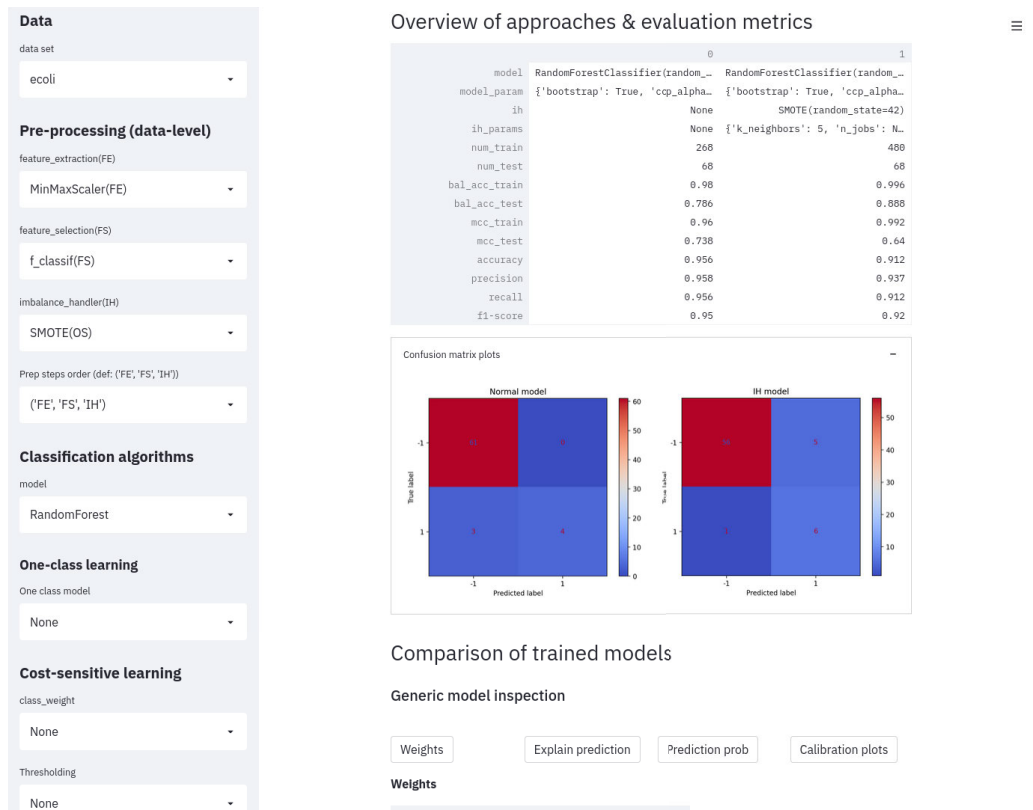 Data
data set
ecoli
Pre-processing (data-level)
feature_extraction(FE)
MinMaxScaler(FE)
feature_selection(FS)
f_classif(FS)
imbalance_handler(IH)
SMOTE(OS)
Prep steps order (def: ('FE', 'FS', 'IH'))
('FE', 'FS', 'IH')
Classification algorithms
model
RandomForest
One-class learning
One class model
None
Cost-sensitive learning
class_weight
None
Thresholding
None
Overview of approaches & evaluation metrics
0 1
model RandomForestClassifier(random_… RandomForestClassifier(random_…
model_param {'bootstrap': True, 'ccp_alpha… {'bootstrap': True, 'ccp_alpha…
ih None SMOTE(random_state=42)
ih_params None {'k_neighbors': 5, 'n_jobs': N…
num_train 268 480
num_test 68 68
bal_acc_train 0.98 0.996
bal_acc_test 0.786 0.888
mcc_train 0.96 0.992
mcc_test 0.738 0.64
accuracy 0.956 0.912
precision 0.958 0.937
recall 0.956 0.912
f1-score 0.95 0.92
Confusion matrix plots
Normal model
-1
1
True label
3 4
-1 1
Predicted label
60
50
40
30
20
10
0
IH model
-1
1
True label
5
6
-1 1
Predicted label
50
40
30
20
10
Comparison of trained models
Generic model inspection
Weights Explain prediction Prediction prob Calibration plots
Weights